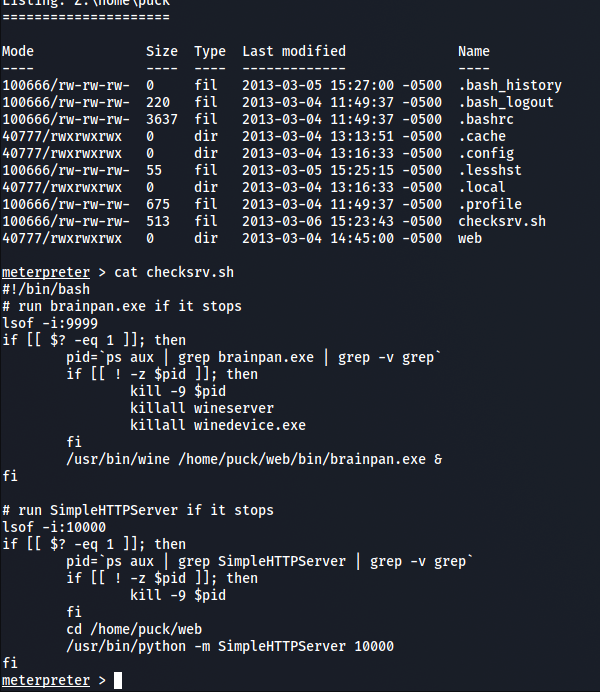 Listing: Z:\home\puck
=====================
Mode              Size  Type  Last modified              Name
----              ----  ----  -------------              ----
100666/rw-rw-rw-  0     fil   2013-03-05 15:27:00 -0500  .bash_history
100666/rw-rw-rw-  220   fil   2013-03-04 11:49:37 -0500  .bash_logout
100666/rw-rw-rw-  3637  fil   2013-03-04 11:49:37 -0500  .bashrc
40777/rwxrwxrwx   0     dir   2013-03-04 13:13:51 -0500  .cache
40777/rwxrwxrwx   0     dir   2013-03-04 13:16:33 -0500  .config
100666/rw-rw-rw-  55    fil   2013-03-05 15:25:15 -0500  .lesshst
40777/rwxrwxrwx   0     dir   2013-03-04 13:16:33 -0500  .local
100666/rw-rw-rw-  675   fil   2013-03-04 11:49:37 -0500  .profile
100666/rw-rw-rw-  513   fil   2013-03-06 15:23:43 -0500  checksrv.sh
40777/rwxrwxrwx   0     dir   2013-03-04 14:45:00 -0500  web
meterpreter > cat checksrv.sh
#!/bin/bash
# run brainpan.exe if it stops
lsof -i:9999
if [[ $? -eq 1 ]]; then
        pid=`ps aux | grep brainpan.exe | grep -v grep`
        if [[ ! -z $pid ]]; then
                kill -9 $pid
                killall wineserver
                killall winedevice.exe
        fi
        /usr/bin/wine /home/puck/web/bin/brainpan.exe &
fi
# run SimpleHTTPServer if it stops
lsof -i:10000
if [[ $? -eq 1 ]]; then
        pid=`ps aux | grep SimpleHTTPServer | grep -v grep`
        if [[ ! -z $pid ]]; then
                kill -9 $pid
        fi
        cd /home/puck/web
        /usr/bin/python -m SimpleHTTPServer 10000
fi
meterpreter >